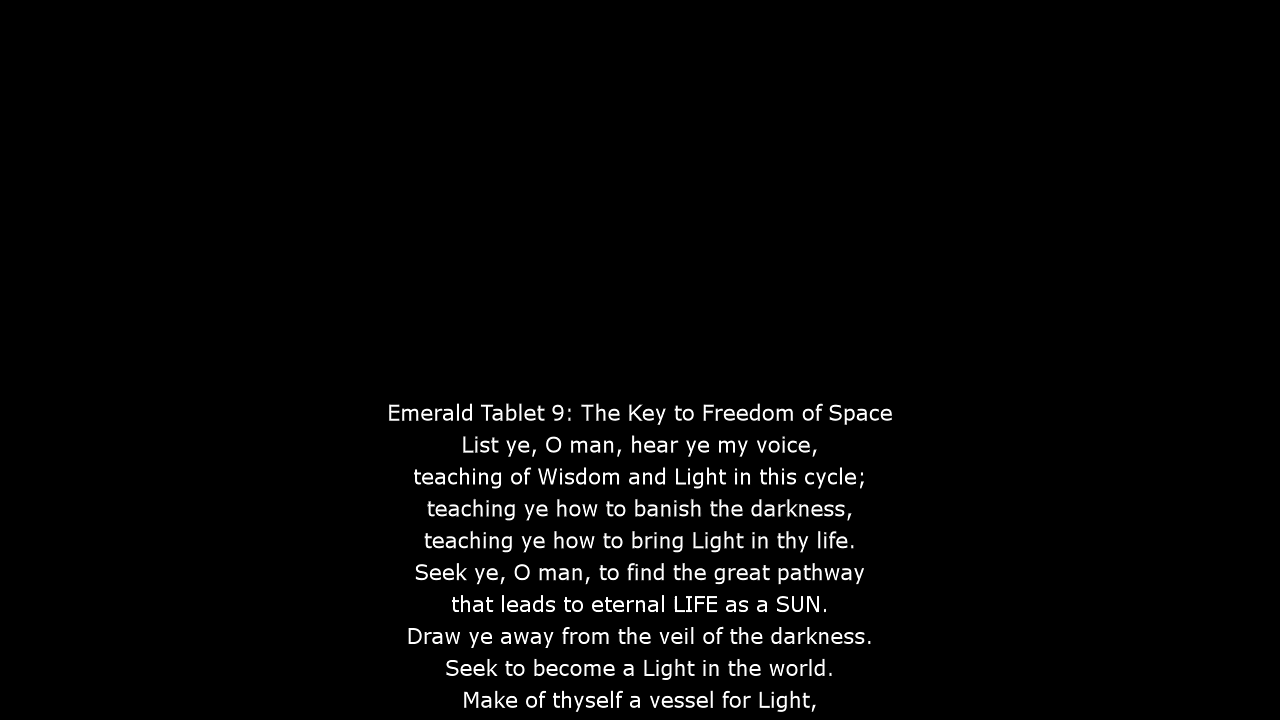 Emerald Tablet 9: The Key to Freedom of Space
List ye, O man, hear ye my voice,
teaching of Wisdom and Light in this cycle;
teaching ye how to banish the darkness,
teaching ye how to bring Light in thy life.
Seek ye, O man, to find the great pathway
that leads to eternal LIFE as a SUN.
Draw ye away from the veil of the darkness.
Seek to become a Light in the world.
Make of thyself a vessel for Light,